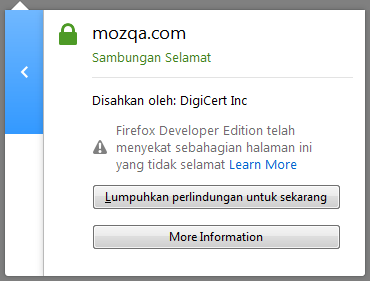 mozqa.com
Sambungan Selamat
Disahkan oleh: DigiCert Inc
Firefox Developer Edition telah
menyekat sebahagian halaman ini
yang tidak selamat Learn More
Lumpuhkan perlindungan untuk sekarang
More Information